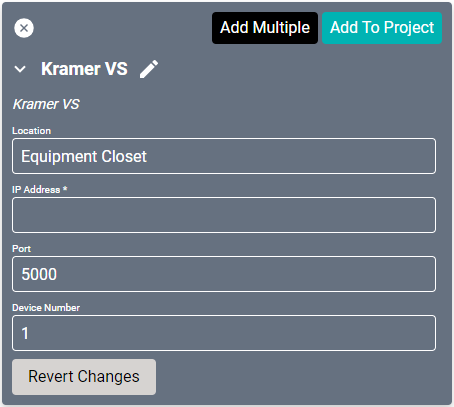 Add Multiple
Add To Project
Kramer VS
Kramer VS
Location
Equipment Closet
IP Address *
Port
5000
Device Number
1
Revert Changes